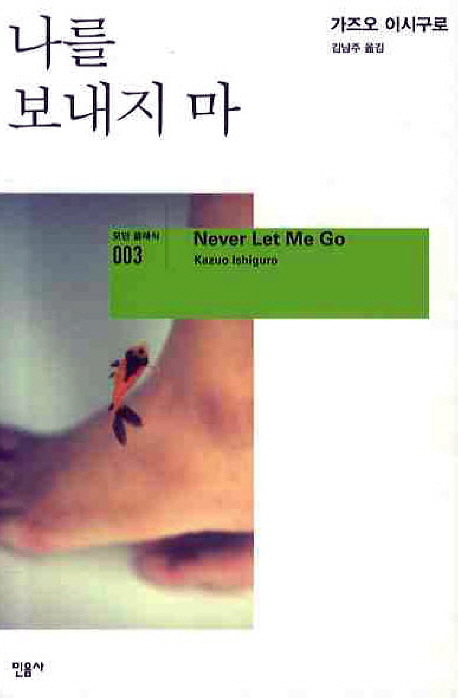 나를
보내지 마
가즈오 이시구로
김남주 옮김
모던 클래식
003
Never Let Me Go
Kazuo Ishiguro
민음사